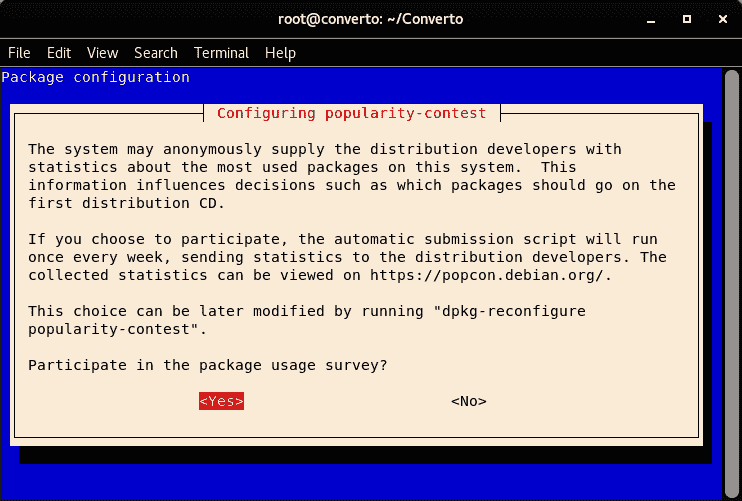 root@converto: ~/Converto
File Edit View Search Terminal Help
Package configuration
Configuring popularity-contest
The system may anonymously supply the distribution developers with
statistics about the most used packages on this system.  This
information influences decisions such as which packages should go on the
first distribution CD.
If you choose to participate, the automatic submission script will run
once every week, sending statistics to the distribution developers. The
collected statistics can be viewed on https://popcon.debian.org/.
This choice can be later modified by running "dpkg-reconfigure
popularity-contest".
Participate in the package usage survey?
<Yes> <No>